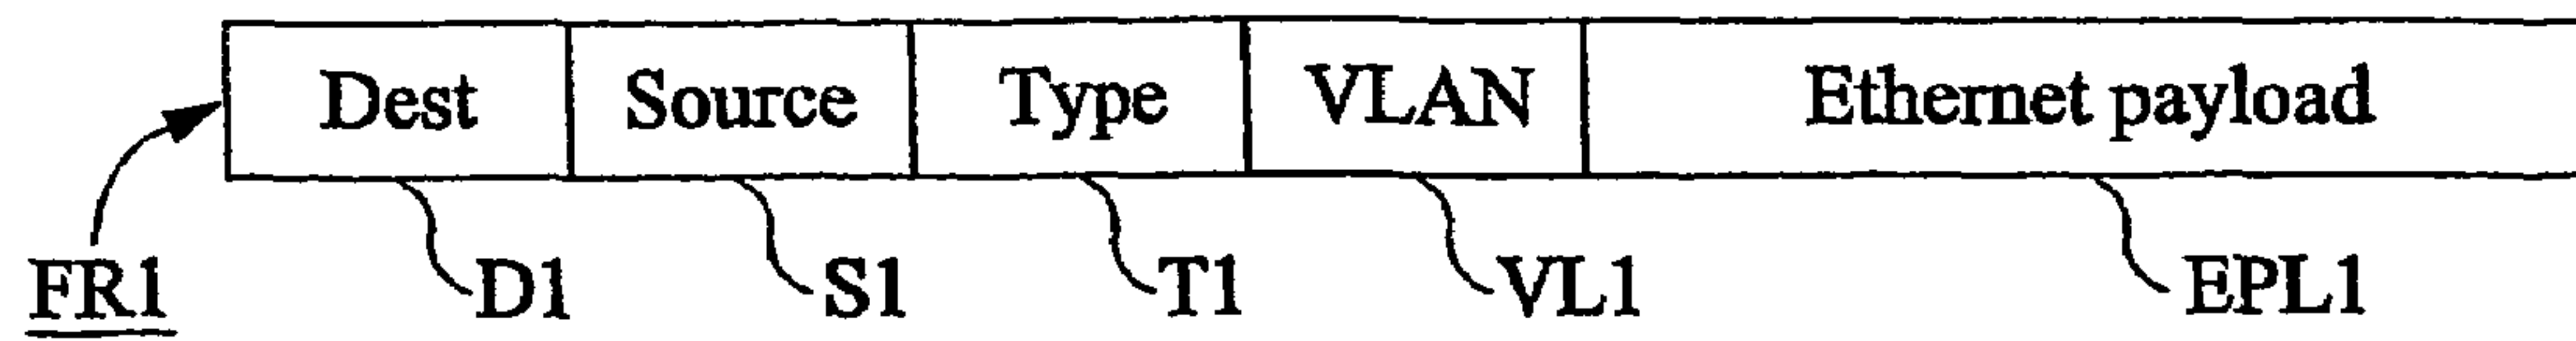 Dest Source Type VLAN Ethernet payload
FR1 D1 S1 T1 VL1 EPL1